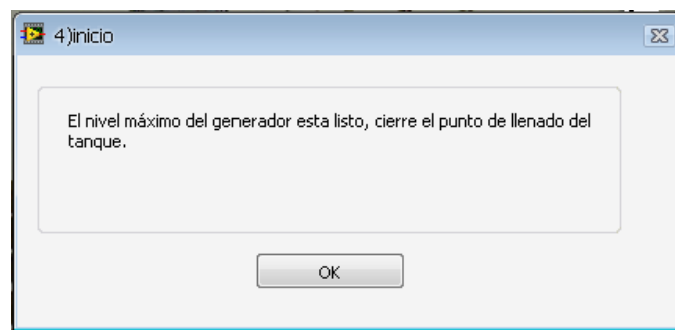 4)inicio
El nivel máximo del generador esta listo, cierre el punto de llenado del
tanque.
OK